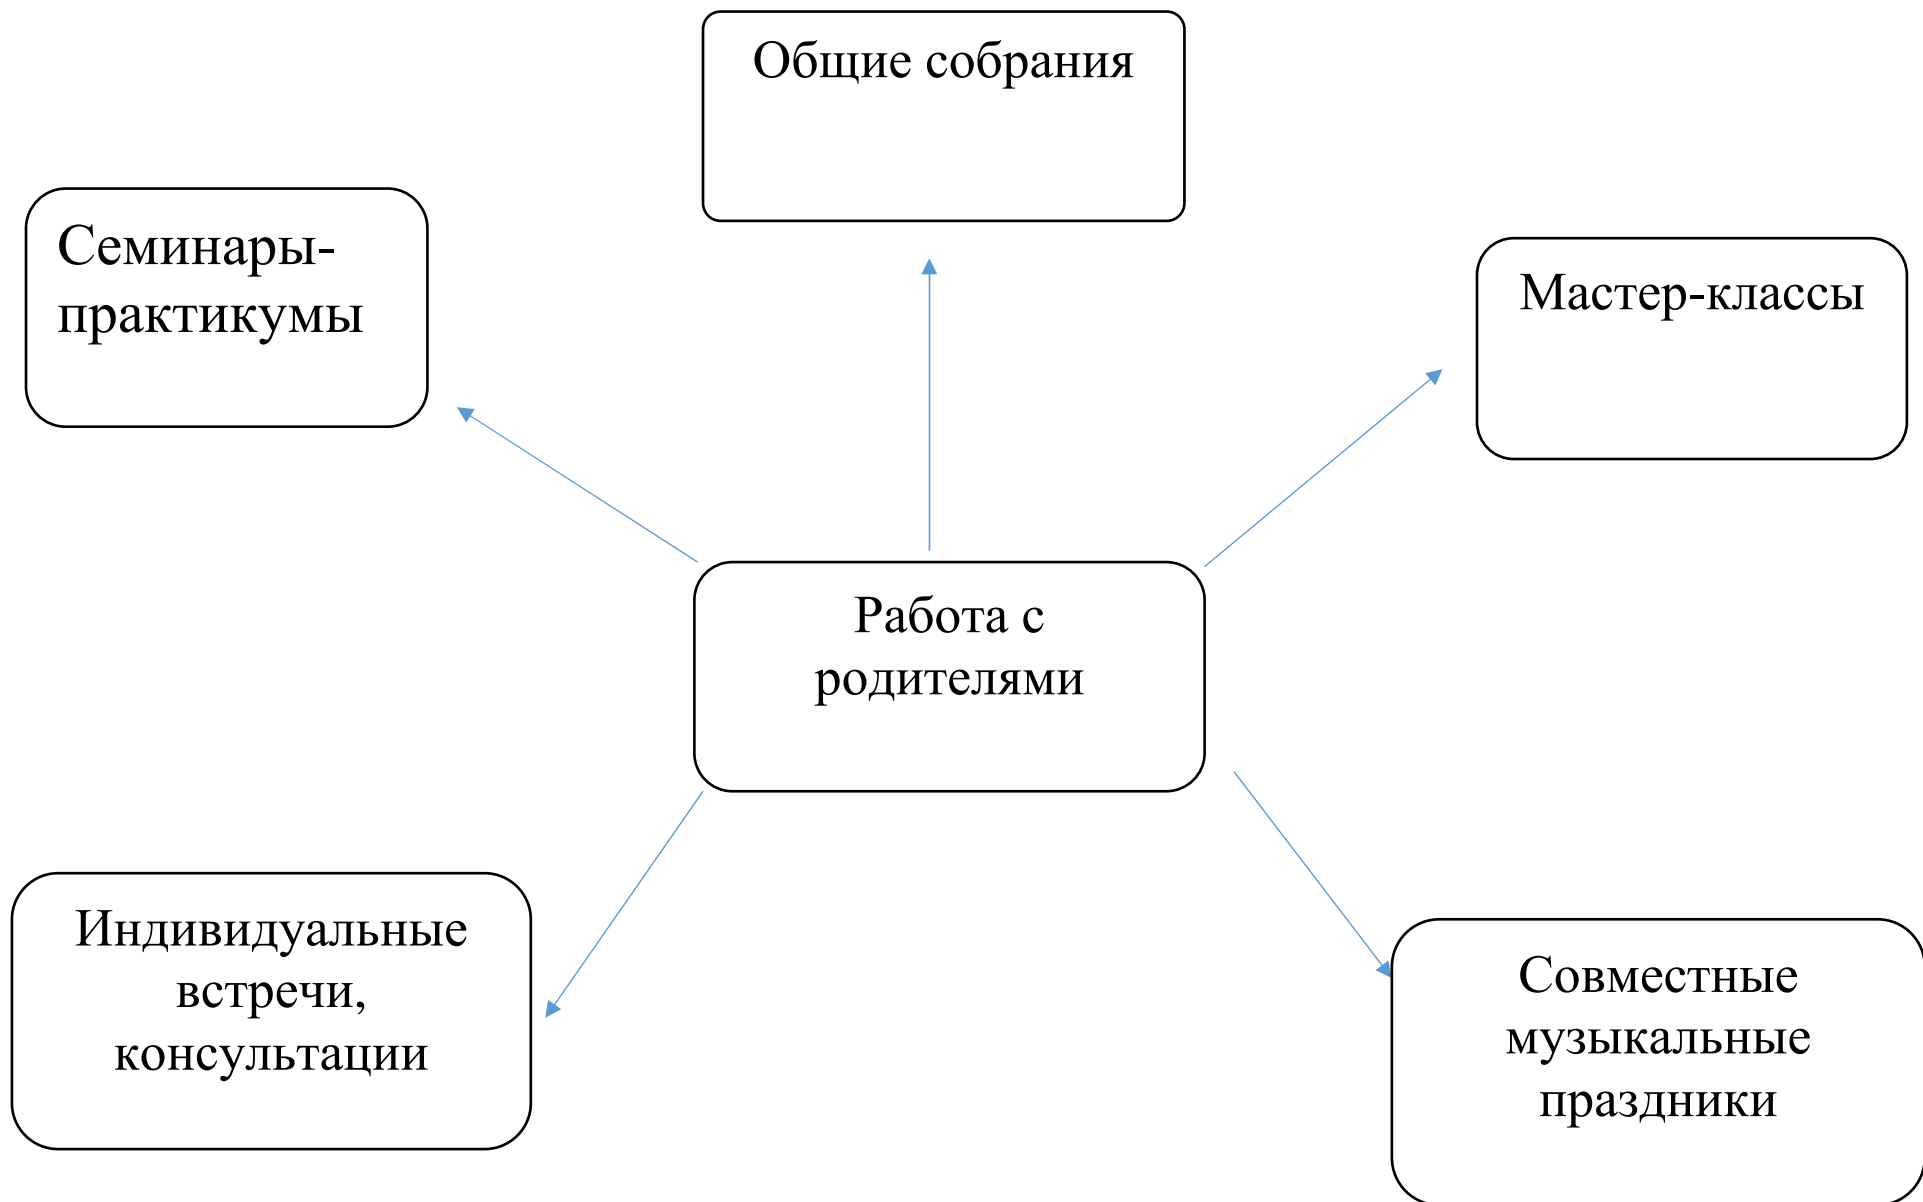 Общие собрания
Семинары-
практикумы
Мастер-классы
Работа с
родителями
Индивидуальные
встречи,
консультации
Совместные
музыкальные
праздники